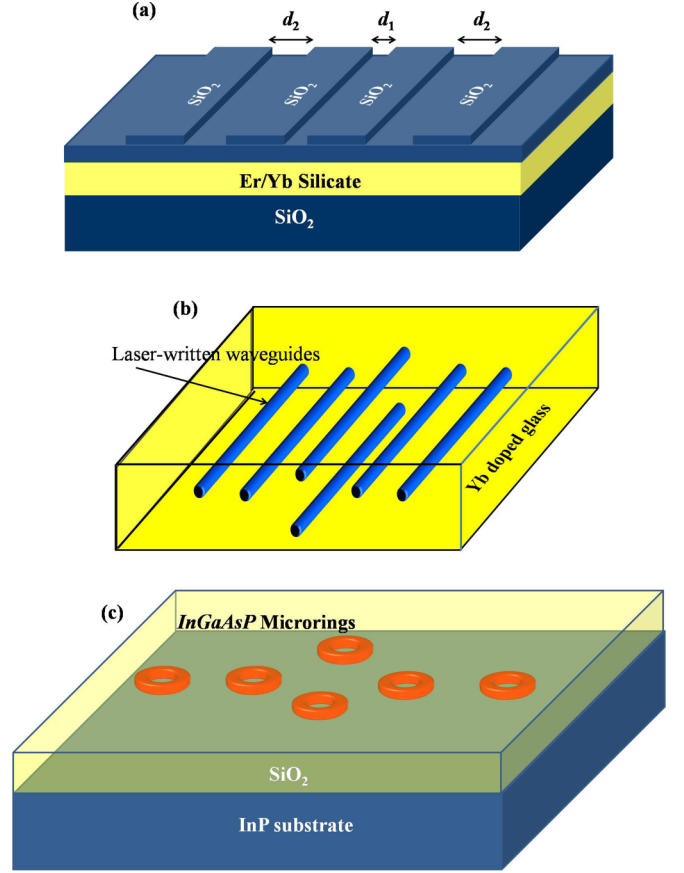 (a)
d₂ d₁ d₂
SiO₂ SiO₂ SiO₂ SiO₂
Er/Yb Silicate
SiO₂
(b)
Laser-written waveguides
Yb doped glass
(c)
InGaAsP Microrings
SiO₂
InP substrate